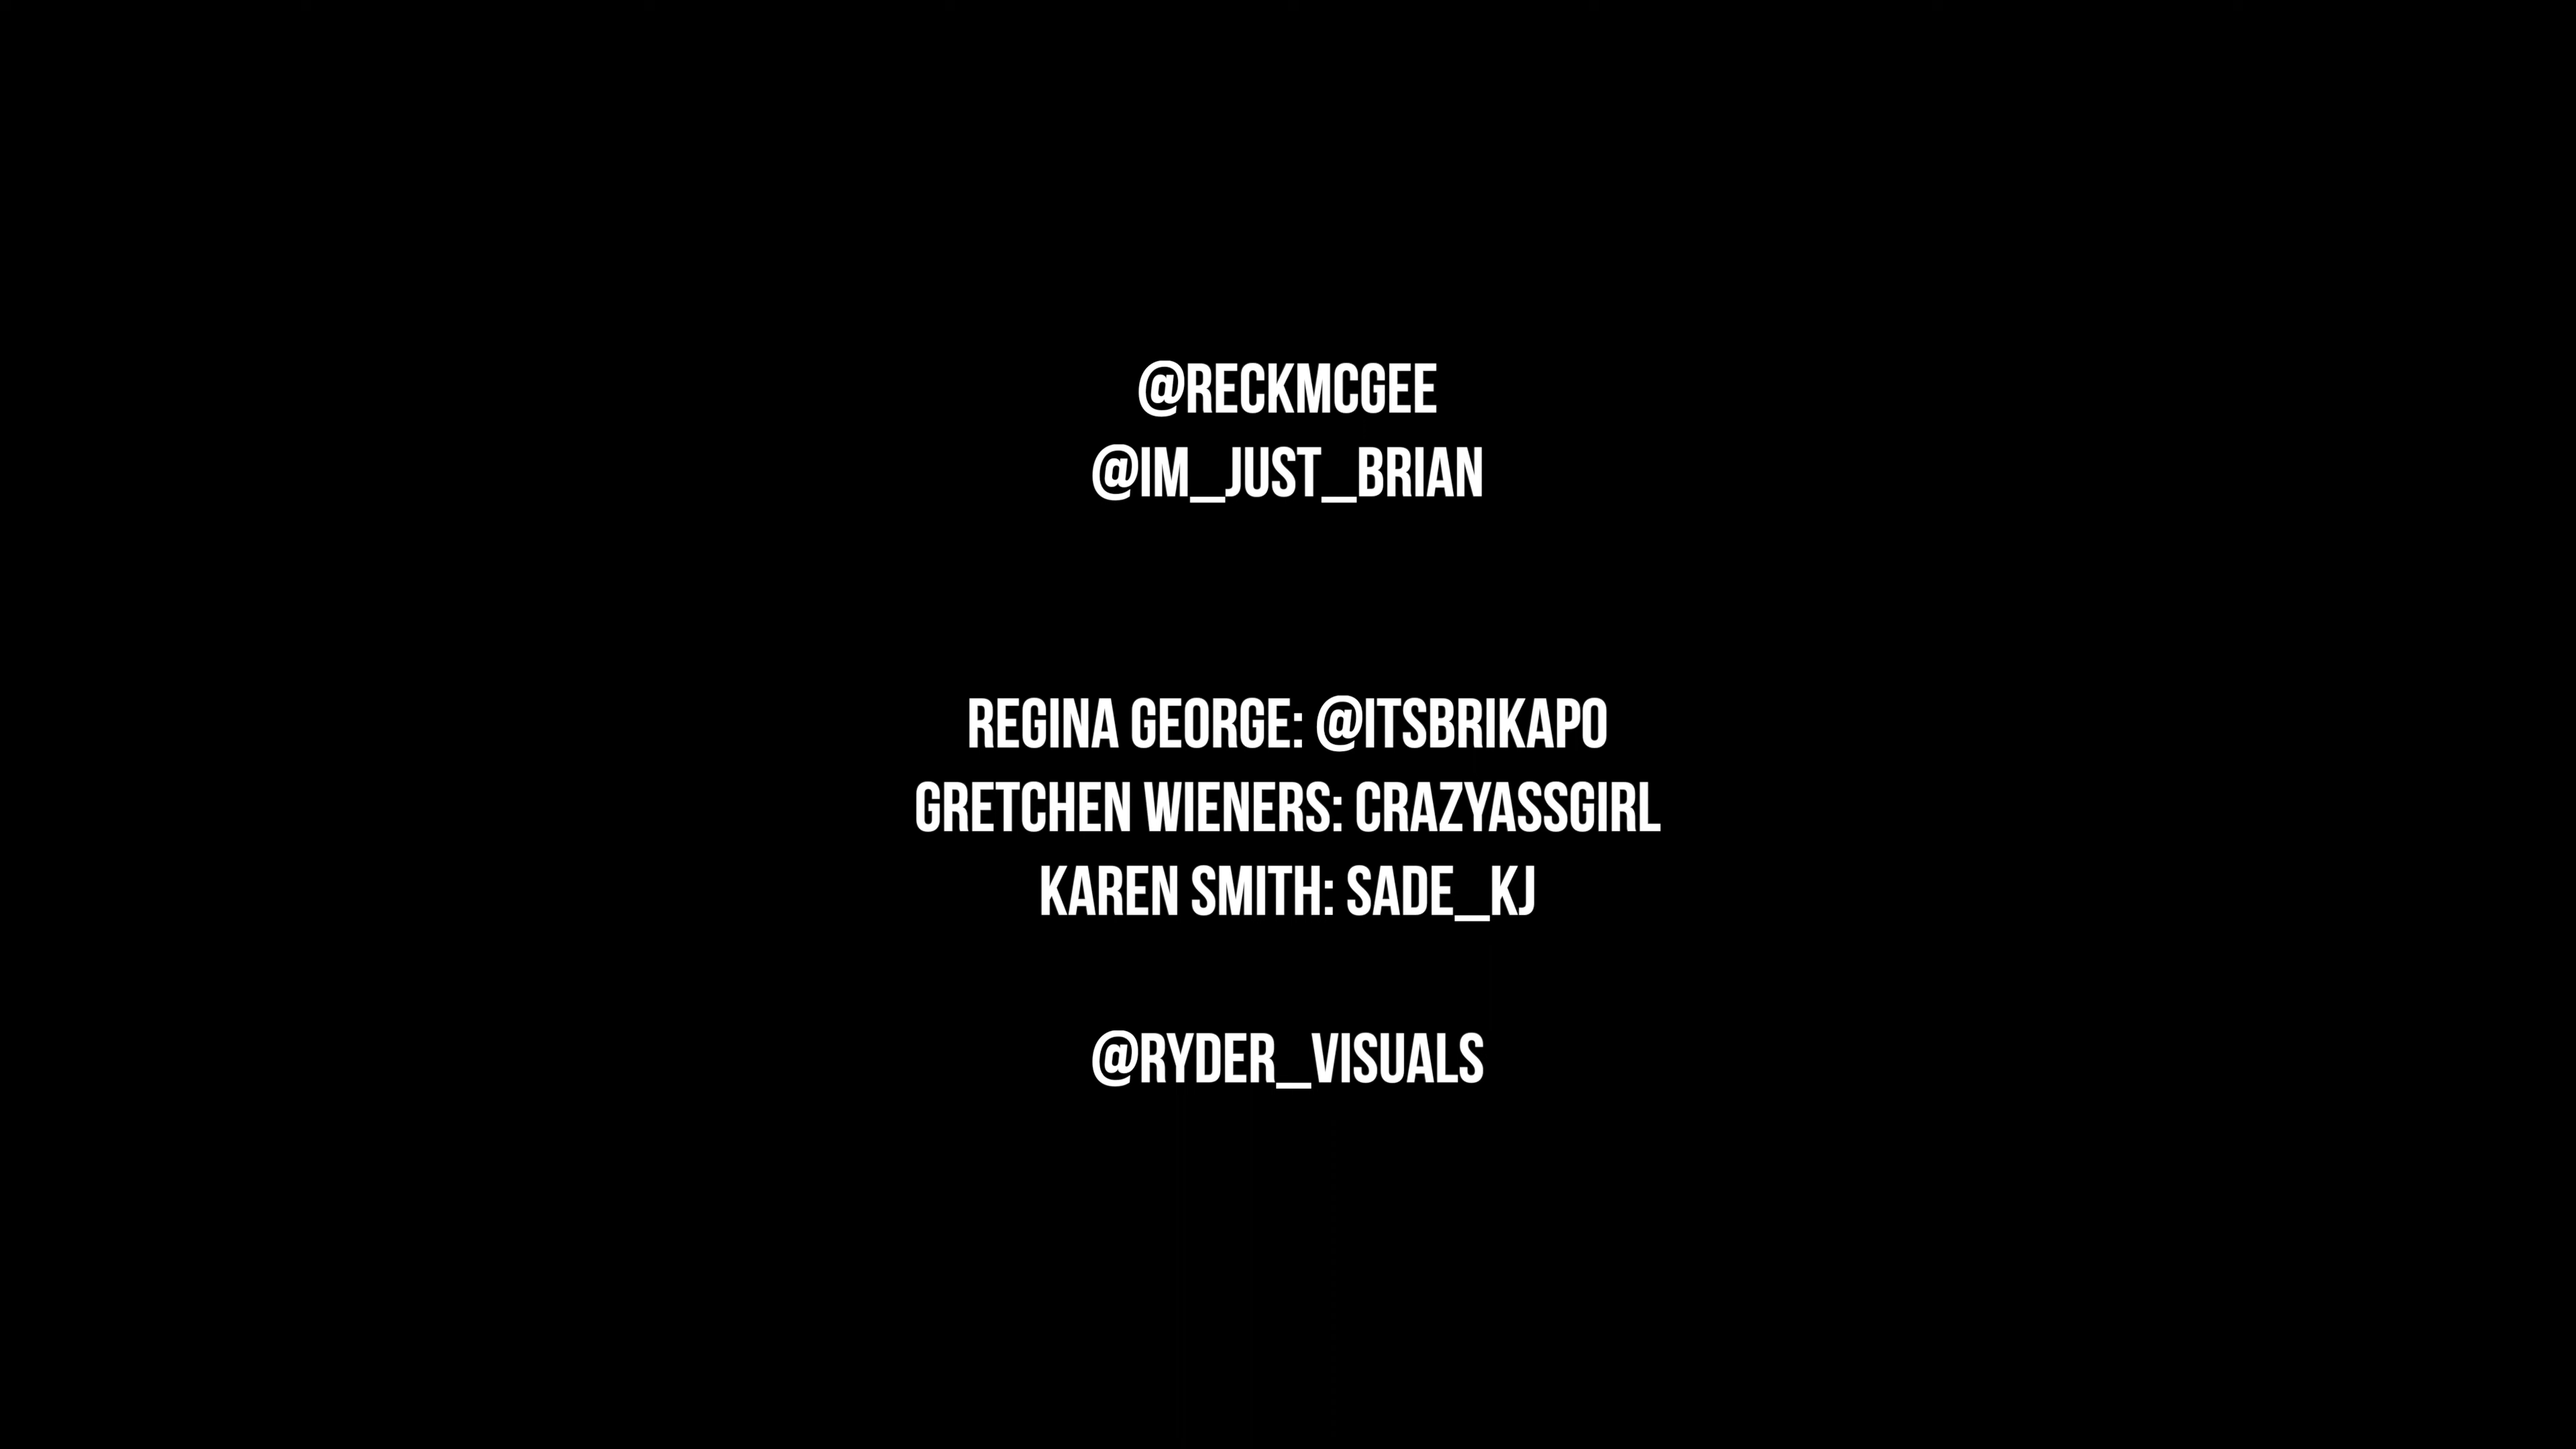 @RECKMCGEE
@IM_JUST_BRIAN
REGINA GEORGE: @ITSBRIKAPO
GRETCHEN WIENERS: CRAZYASSGIRL
KAREN SMITH: SADE_KJ
@RYDER_VISUALS